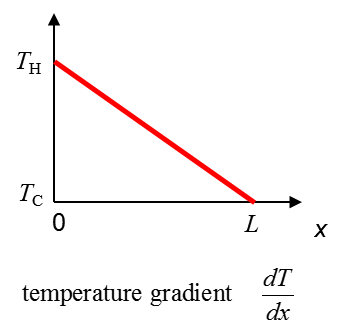 T_H
T_C
0
L
x
temperature gradient dT/dx